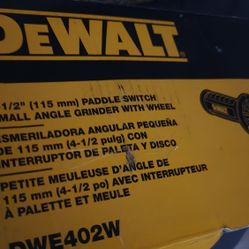 DEWALT
-1/2" (115 mm) PADDLE SWITCH
MALL ANGLE GRINDER WITH WHEEL
ESMERILADORA ANGULAR PEQUEÑA
DE 115 mm (4-1/2 pulg) CON
INTERRUPTOR DE PALETA Y DISCO
PETITE MEULEUSE D'ANGLE DE
115 mm (4-1/2 po) AVEC INTERRUPTEUR
À PALETTE ET MEULE
DWE402W